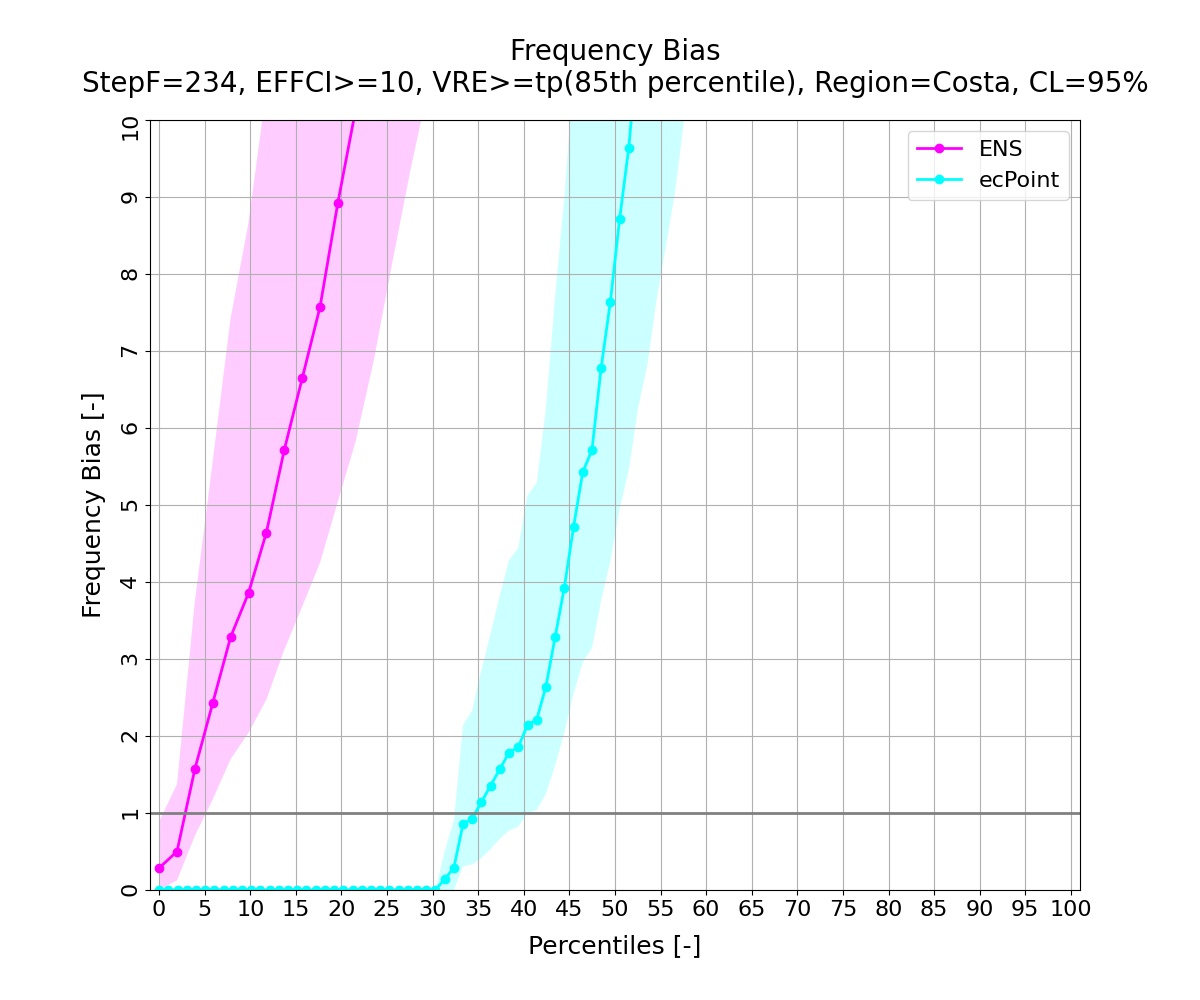 Frequency Bias
StepF=234, EFFCI>=10, VRE>=tp(85th percentile), Region=Costa, CL=95%
10
9
8
7
6
5
4
3
2
1
0
Frequency Bias [-]
ENS
ecPoint
0 5 10 15 20 25 30 35 40 45 50 55 60 65 70 75 80 85 90 95 100
Percentiles [-]